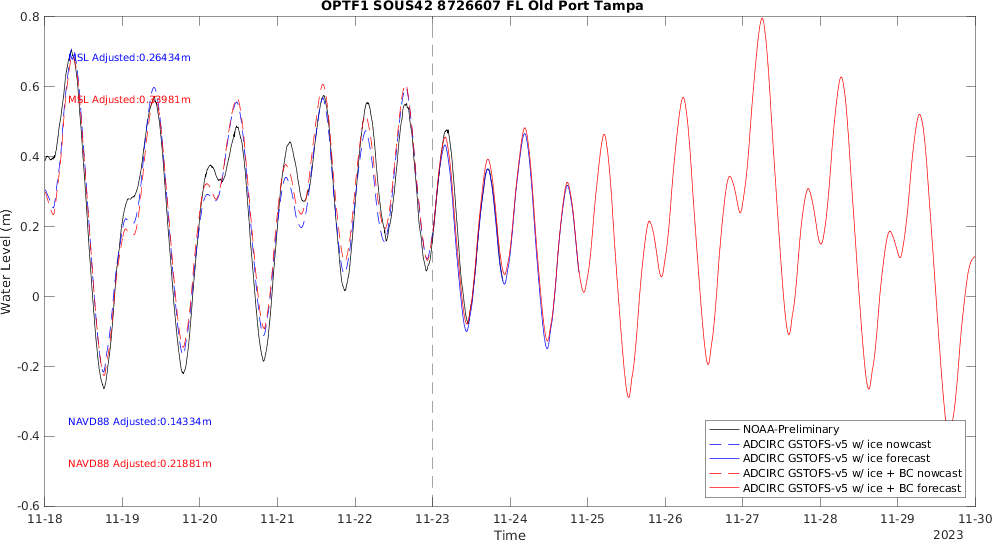 OPTF1 SOUS42 8726607 FL Old Port Tampa
Water Level (m)
0.8
0.6
0.4
0.2
0
-0.2
-0.4
-0.6
MSL Adjusted:0.26434m
MSL Adjusted:0.33981m
NAVD88 Adjusted:0.14334m
NAVD88 Adjusted:0.21881m
NOAA-Preliminary
ADCIRC GSTOFS-v5 w/ ice nowcast
ADCIRC GSTOFS-v5 w/ ice forecast
ADCIRC GSTOFS-v5 w/ ice + BC nowcast
ADCIRC GSTOFS-v5 w/ ice + BC forecast
11-18 11-19 11-20 11-21 11-22 11-23 11-24 11-25 11-26 11-27 11-28 11-29 11-30
Time
2023